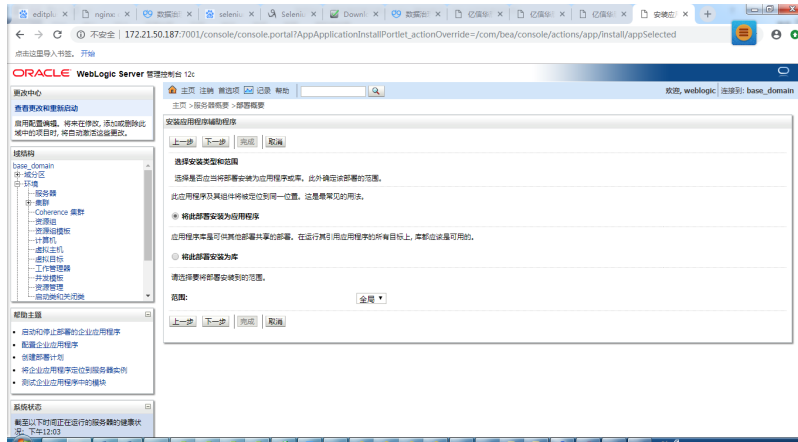 editplu
nginx
数据治
seleniu
Seleniu
Downlo
数据治
亿信华
亿信华
亿信华
安装应
不安全 | 172.21.50.187:7001/console/console.portal?AppApplicationInstallPortlet_actionOverride=/com/bea/console/actions/app/install/appSelected
点击这里导入书签。 开始
ORACLE WebLogic Server 管理控制台 12c
更改中心
查看更改和重新启动
启用配置编辑。将来在修改, 添加或删除此
域中的项目时, 将自动激活这些更改。
域结构
base_domain
域分区
环境
服务器
集群
Coherence 集群
资源组
资源组模板
计算机
虚拟主机
虚拟目标
工作管理器
并发模板
资源管理
启动类和关闭类
帮助主题
启动和停止部署的企业应用程序
配置企业应用程序
创建部署计划
将企业应用程序定位到服务器实例
测试企业应用程序中的模块
系统状态
截至以下时间正在运行的服务器的健康状
况: 下午12:03
主页 注销 首选项 记录 帮助
欢迎, weblogic 连接到: base_domain
主页 >服务器概要 >部署概要
安装应用程序辅助程序
上一步 下一步 完成 取消
选择安装类型和范围
选择是否应当将部署安装为应用程序或库。此外确定该部署的范围。
此应用程序及其组件将被定位到同一位置。这是最常见的用法。
将此部署安装为应用程序
应用程序库是可供其他部署共享的部署。在运行其引用应用程序的所有目标上, 库都应该是可用的。
将此部署安装为库
请选择要将部署安装到的范围。
范围: 全局
上一步 下一步 完成 取消